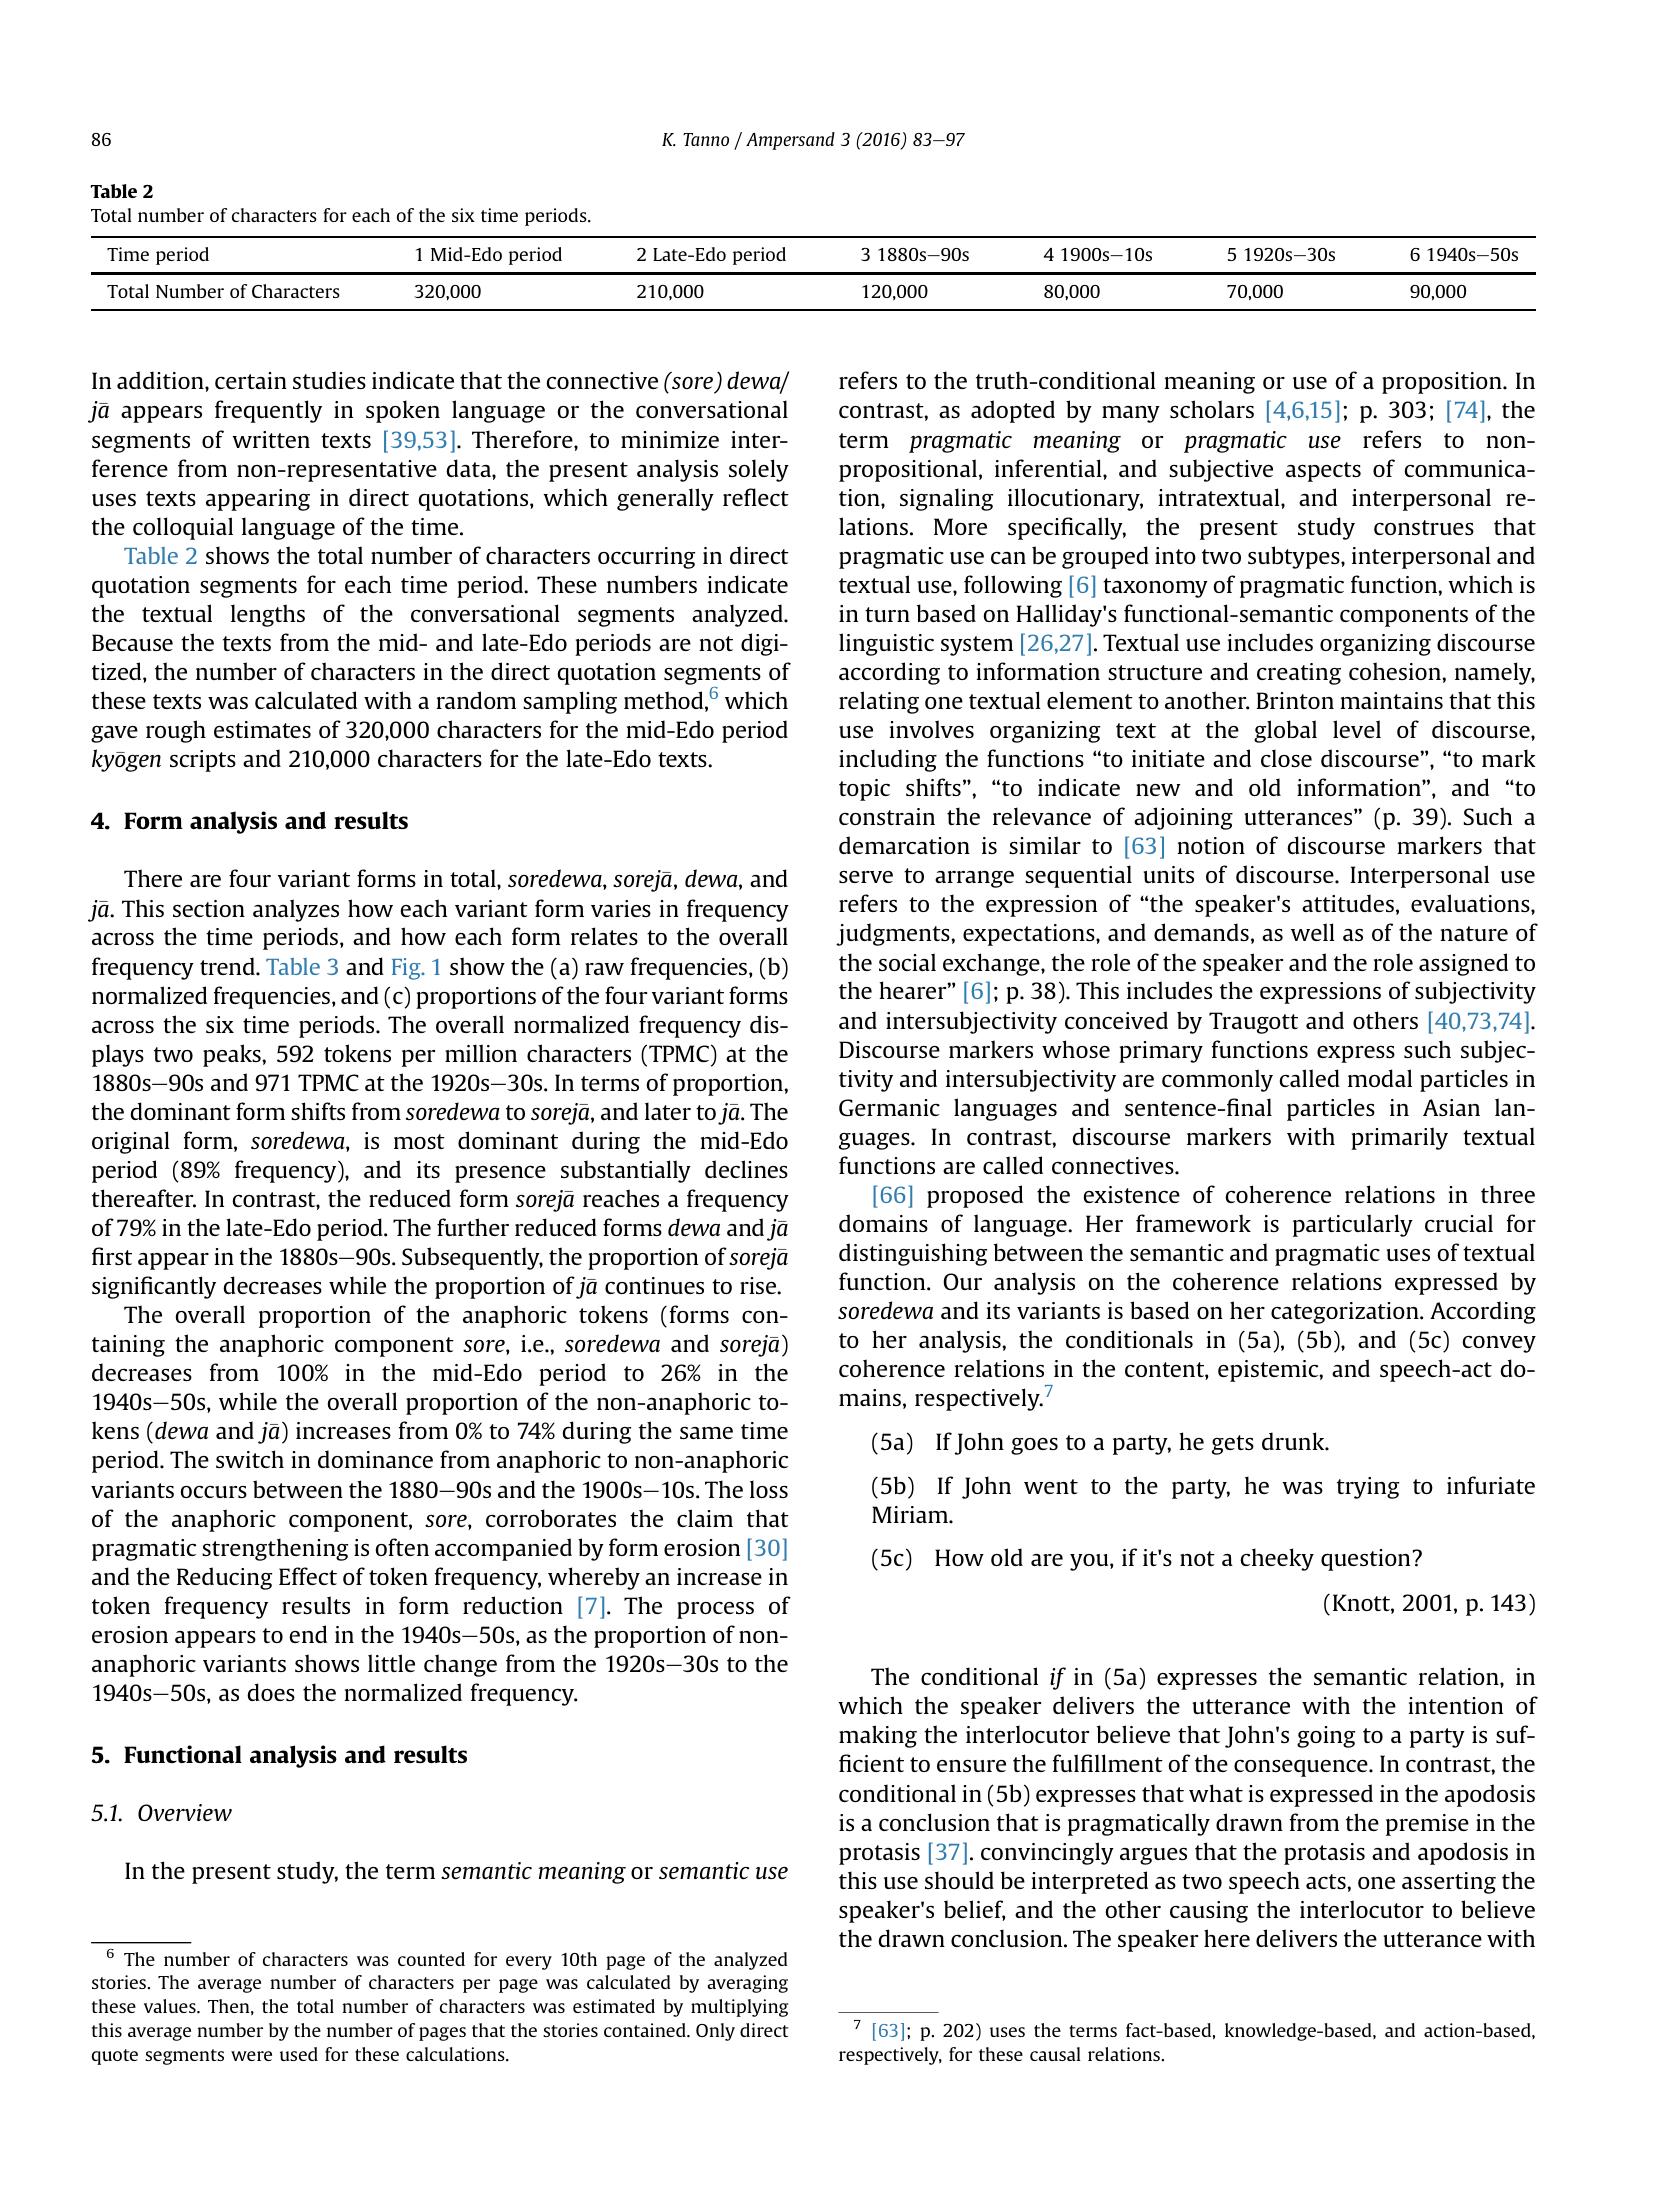 86
K. Tanno / Ampersand 3 (2016) 83–97
Table 2
Total number of characters for each of the six time periods.
Time period 1 Mid-Edo period 2 Late-Edo period 3 1880s–90s 4 1900s–10s 5 1920s–30s 6 1940s–50s
Total Number of Characters 320,000 210,000 120,000 80,000 70,000 90,000
In addition, certain studies indicate that the connective (sore) dewa/
jā appears frequently in spoken language or the conversational
segments of written texts [39,53]. Therefore, to minimize inter-
ference from non-representative data, the present analysis solely
uses texts appearing in direct quotations, which generally reflect
the colloquial language of the time.
Table 2 shows the total number of characters occurring in direct
quotation segments for each time period. These numbers indicate
the textual lengths of the conversational segments analyzed.
Because the texts from the mid- and late-Edo periods are not digi-
tized, the number of characters in the direct quotation segments of
these texts was calculated with a random sampling method,6 which
gave rough estimates of 320,000 characters for the mid-Edo period
kyōgen scripts and 210,000 characters for the late-Edo texts.
4. Form analysis and results
There are four variant forms in total, soredewa, sorejā, dewa, and
jā. This section analyzes how each variant form varies in frequency
across the time periods, and how each form relates to the overall
frequency trend. Table 3 and Fig. 1 show the (a) raw frequencies, (b)
normalized frequencies, and (c) proportions of the four variant forms
across the six time periods. The overall normalized frequency dis-
plays two peaks, 592 tokens per million characters (TPMC) at the
1880s–90s and 971 TPMC at the 1920s–30s. In terms of proportion,
the dominant form shifts from soredewa to sorejā, and later to jā. The
original form, soredewa, is most dominant during the mid-Edo
period (89% frequency), and its presence substantially declines
thereafter. In contrast, the reduced form sorejā reaches a frequency
of 79% in the late-Edo period. The further reduced forms dewa and jā
first appear in the 1880s–90s. Subsequently, the proportion of sorejā
significantly decreases while the proportion of jā continues to rise.
The overall proportion of the anaphoric tokens (forms con-
taining the anaphoric component sore, i.e., soredewa and sorejā)
decreases from 100% in the mid-Edo period to 26% in the
1940s–50s, while the overall proportion of the non-anaphoric to-
kens (dewa and jā) increases from 0% to 74% during the same time
period. The switch in dominance from anaphoric to non-anaphoric
variants occurs between the 1880–90s and the 1900s–10s. The loss
of the anaphoric component, sore, corroborates the claim that
pragmatic strengthening is often accompanied by form erosion [30]
and the Reducing Effect of token frequency, whereby an increase in
token frequency results in form reduction [7]. The process of
erosion appears to end in the 1940s–50s, as the proportion of non-
anaphoric variants shows little change from the 1920s–30s to the
1940s–50s, as does the normalized frequency.
5. Functional analysis and results
5.1. Overview
In the present study, the term semantic meaning or semantic use
6 The number of characters was counted for every 10th page of the analyzed
stories. The average number of characters per page was calculated by averaging
these values. Then, the total number of characters was estimated by multiplying
this average number by the number of pages that the stories contained. Only direct
quote segments were used for these calculations.
refers to the truth-conditional meaning or use of a proposition. In
contrast, as adopted by many scholars [4,6,15]; p. 303; [74], the
term pragmatic meaning or pragmatic use refers to non-
propositional, inferential, and subjective aspects of communica-
tion, signaling illocutionary, intratextual, and interpersonal re-
lations. More specifically, the present study construes that
pragmatic use can be grouped into two subtypes, interpersonal and
textual use, following [6] taxonomy of pragmatic function, which is
in turn based on Halliday's functional-semantic components of the
linguistic system [26,27]. Textual use includes organizing discourse
according to information structure and creating cohesion, namely,
relating one textual element to another. Brinton maintains that this
use involves organizing text at the global level of discourse,
including the functions “to initiate and close discourse”, “to mark
topic shifts”, “to indicate new and old information”, and “to
constrain the relevance of adjoining utterances” (p. 39). Such a
demarcation is similar to [63] notion of discourse markers that
serve to arrange sequential units of discourse. Interpersonal use
refers to the expression of “the speaker's attitudes, evaluations,
judgments, expectations, and demands, as well as of the nature of
the social exchange, the role of the speaker and the role assigned to
the hearer” [6]; p. 38). This includes the expressions of subjectivity
and intersubjectivity conceived by Traugott and others [40,73,74].
Discourse markers whose primary functions express such subjec-
tivity and intersubjectivity are commonly called modal particles in
Germanic languages and sentence-final particles in Asian lan-
guages. In contrast, discourse markers with primarily textual
functions are called connectives.
[66] proposed the existence of coherence relations in three
domains of language. Her framework is particularly crucial for
distinguishing between the semantic and pragmatic uses of textual
function. Our analysis on the coherence relations expressed by
soredewa and its variants is based on her categorization. According
to her analysis, the conditionals in (5a), (5b), and (5c) convey
coherence relations in the content, epistemic, and speech-act do-
mains, respectively.7
(5a) If John goes to a party, he gets drunk.
(5b) If John went to the party, he was trying to infuriate
Miriam.
(5c) How old are you, if it's not a cheeky question?
(Knott, 2001, p. 143)
The conditional if in (5a) expresses the semantic relation, in
which the speaker delivers the utterance with the intention of
making the interlocutor believe that John's going to a party is suf-
ficient to ensure the fulfillment of the consequence. In contrast, the
conditional in (5b) expresses that what is expressed in the apodosis
is a conclusion that is pragmatically drawn from the premise in the
protasis [37]. convincingly argues that the protasis and apodosis in
this use should be interpreted as two speech acts, one asserting the
speaker's belief, and the other causing the interlocutor to believe
the drawn conclusion. The speaker here delivers the utterance with
7 [63]; p. 202) uses the terms fact-based, knowledge-based, and action-based,
respectively, for these causal relations.